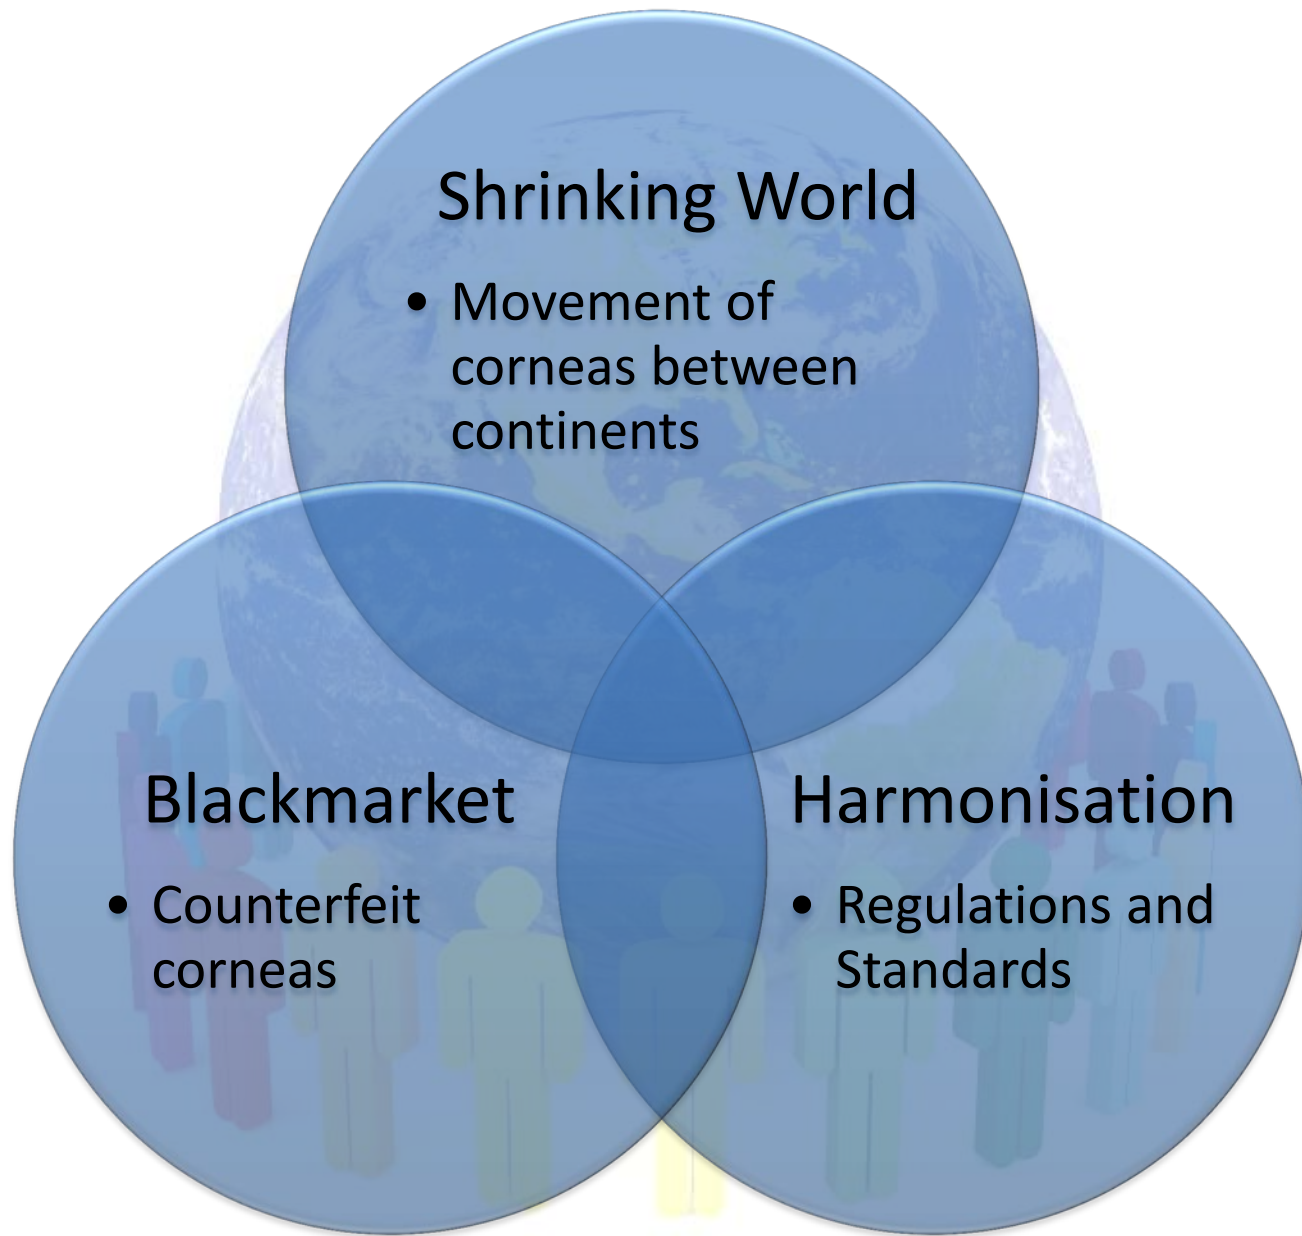 Shrinking World
• Movement of
corneas between
continents
Blackmarket
• Counterfeit
corneas
Harmonisation
• Regulations and
Standards